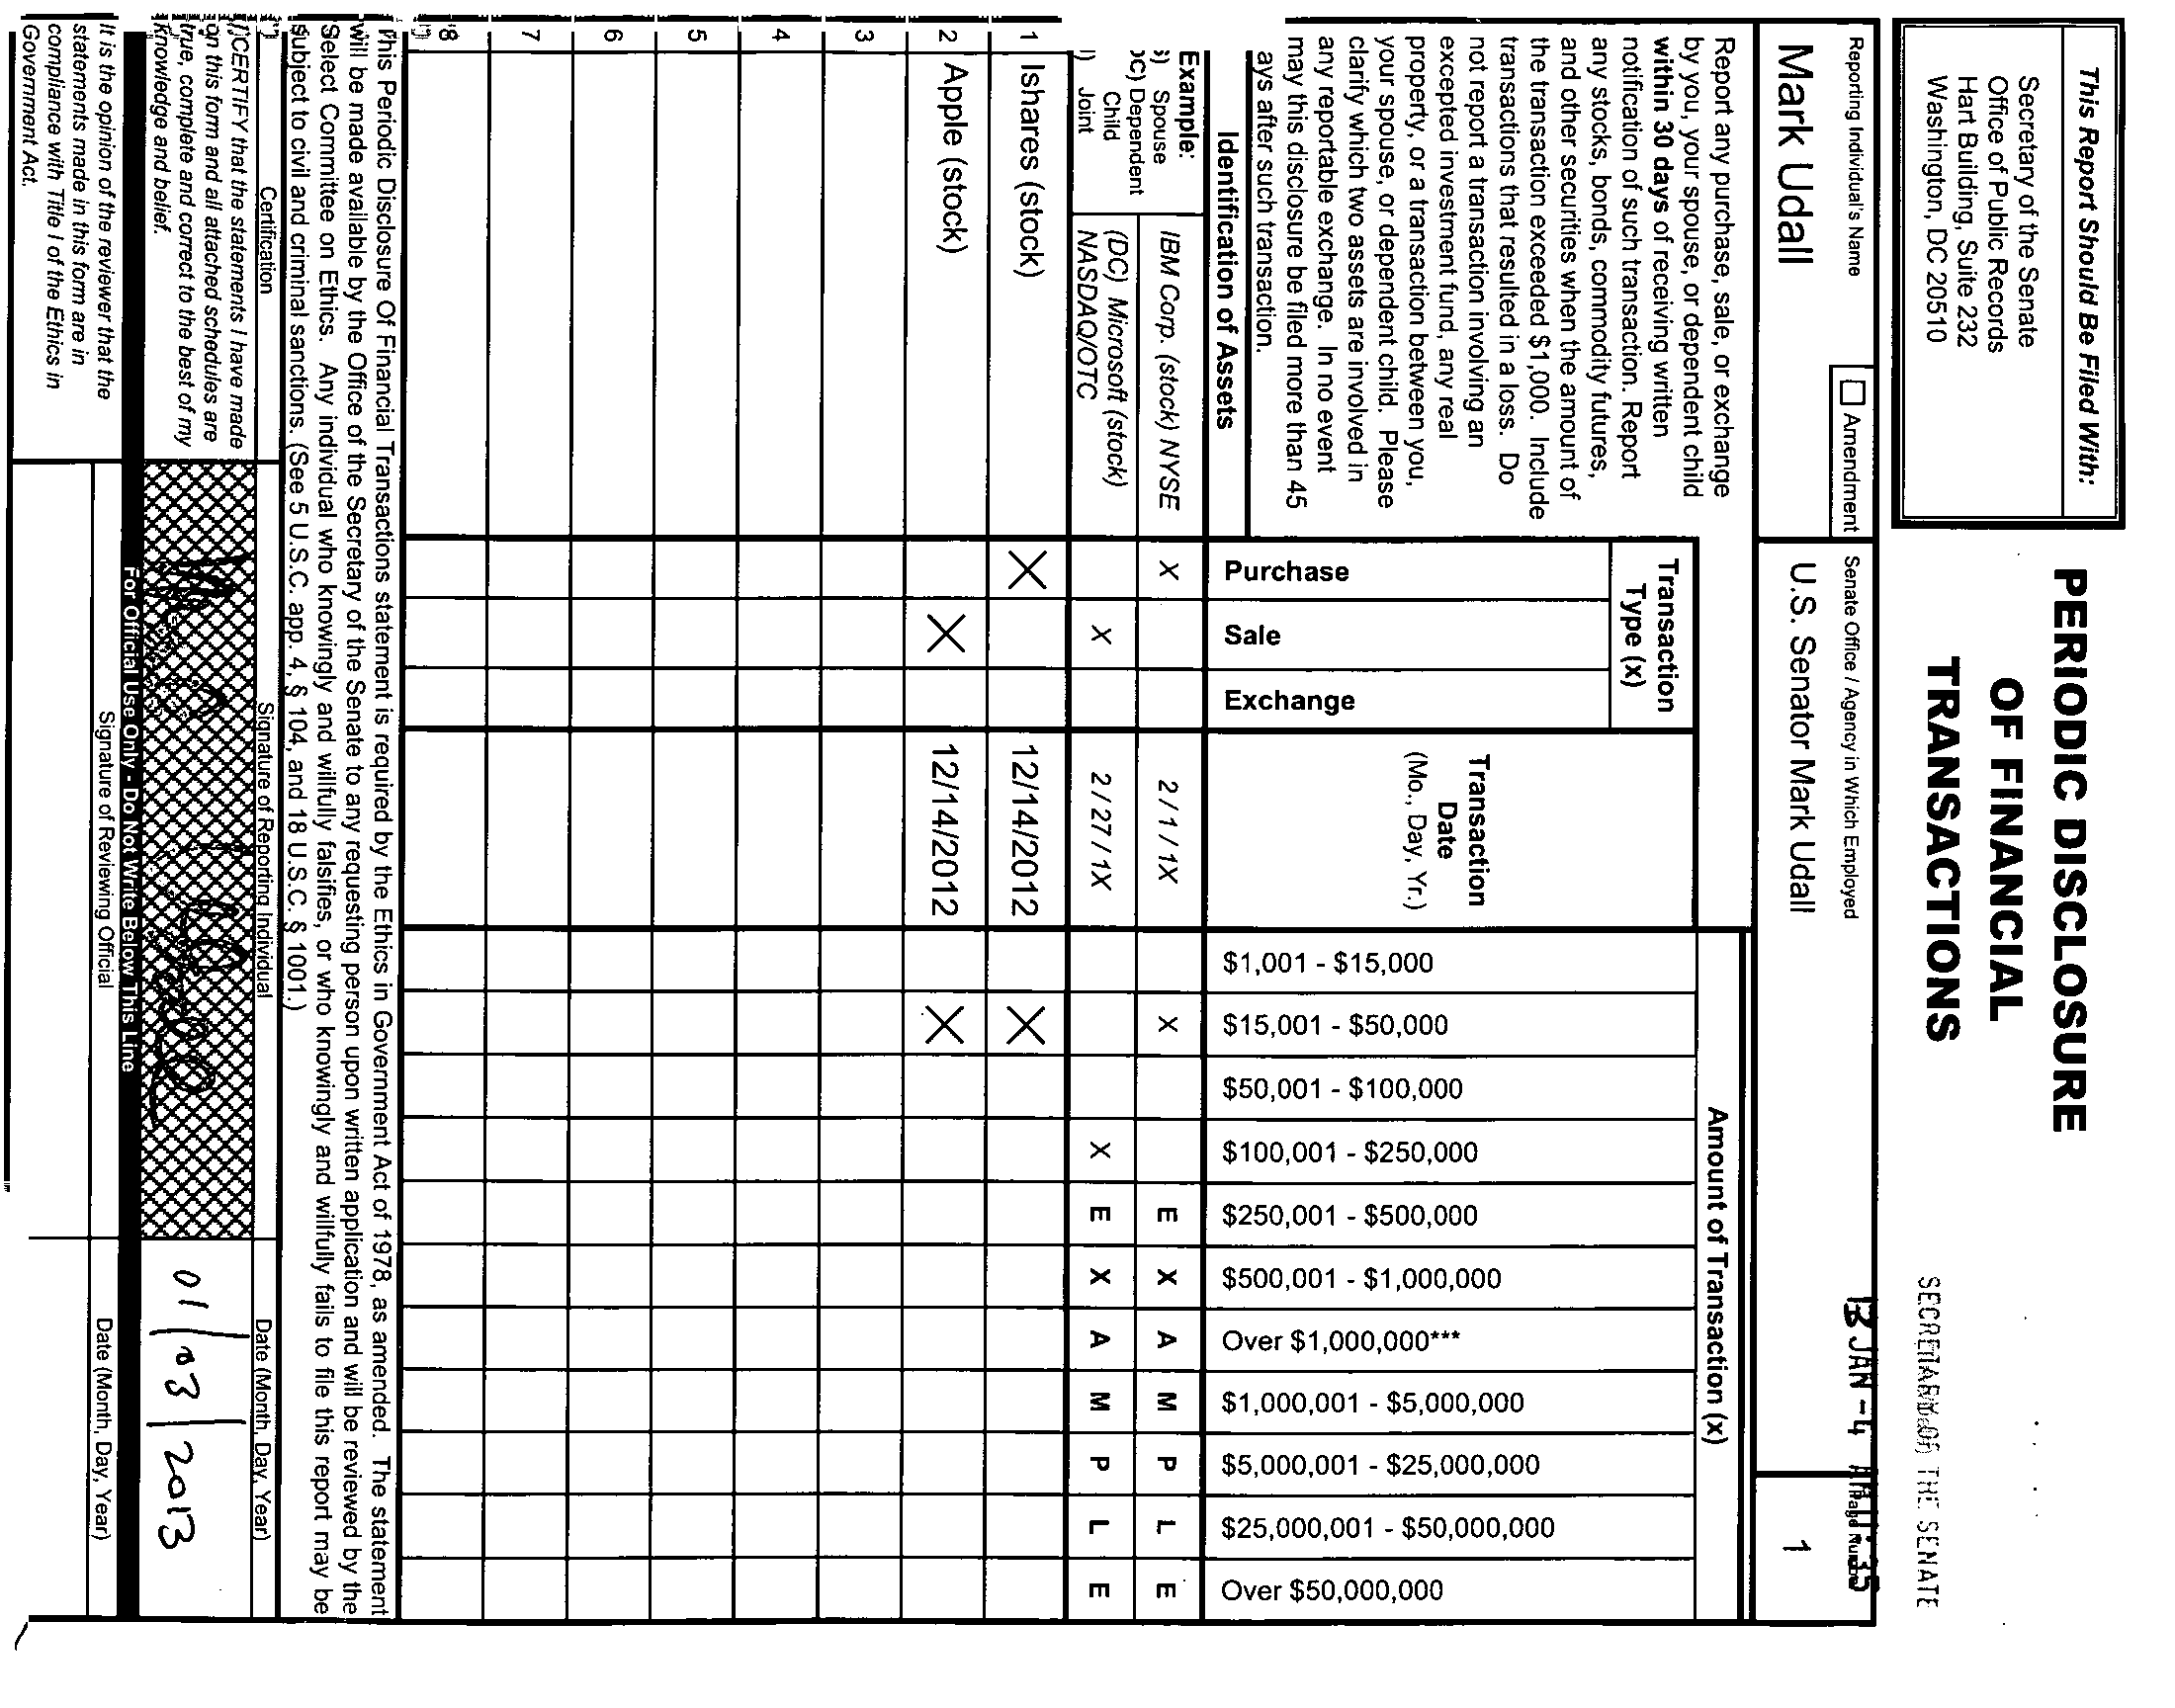 This Report Should Be Filed With:
Secretary of the Senate
Office of Public Records
Hart Building, Suite 232
Washington, DC 20510
PERIODIC DISCLOSURE
OF FINANCIAL
TRANSACTIONS
SECRETARY OF THE SENATE
13 JAN -4
Reporting Individual's Name
Amendment
Mark Udall
Senate Office / Agency in Which Employed
U.S. Senator Mark Udall
1
Report any purchase, sale, or exchange
by you, your spouse, or dependent child
within 30 days of receiving written
notification of such transaction. Report
any stocks, bonds, commodity futures,
and other securities when the amount of
the transaction exceeded $1,000. Include
transactions that resulted in a loss. Do
not report a transaction involving an
excepted investment fund, any real
property, or a transaction between you,
your spouse, or dependent child. Please
clarify which two assets are involved in
any reportable exchange. In no event
may this disclosure be filed more than 45
ays after such transaction.
Identification of Assets
Transaction
Type (x)
Purchase
Sale
Exchange
Transaction
Date
(Mo., Day, Yr.)
Amount of Transaction (x)
$1,001 - $15,000
$15,001 - $50,000
$50,001 - $100,000
$100,001 - $250,000
$250,001 - $500,000
$500,001 - $1,000,000
Over $1,000,000***
$1,000,001 - $5,000,000
$5,000,001 - $25,000,000
$25,000,001 - $50,000,000
Over $50,000,000
Example:
) Spouse
C) Dependent
Child
) Joint
IBM Corp. (stock) NYSE X 2 / 1 / 1X X E X A M P L E
(DC) Microsoft (stock)
NASDAQ/OTC X 2 / 27 / 1X X E X A M P L E
1 Ishares (stock) X 12/14/2012 X
2 Apple (stock) X 12/14/2012 X
3
4
5
6
7
8
This Periodic Disclosure Of Financial Transactions statement is required by the Ethics in Government Act of 1978, as amended. The statement
will be made available by the Office of the Secretary of the Senate to any requesting person upon written application and will be reviewed by the
Select Committee on Ethics. Any individual who knowingly and willfully falsifies, or who knowingly and willfully fails to file this report may be
subject to civil and criminal sanctions. (See 5 U.S.C. app. 4, § 104, and 18 U.S.C. § 1001.)
Certification
Signature of Reporting Individual
Date (Month, Day, Year)
I CERTIFY that the statements I have made
on this form and all attached schedules are
true, complete and correct to the best of my
knowledge and belief.
01/03/2013
For Official Use Only - Do Not Write Below This Line
It is the opinion of the reviewer that the
statements made in this form are in
compliance with Title I of the Ethics in
Government Act.
Signature of Reviewing Official
Date (Month, Day, Year)